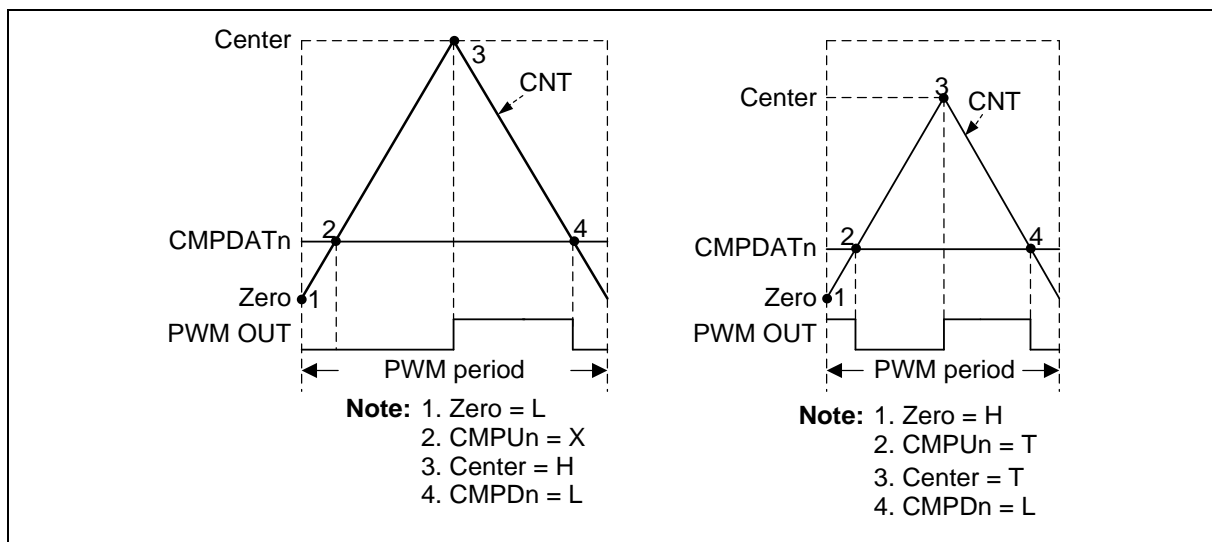 Center
3
CNT
2
CMPDATn
4
Zero
1
PWM OUT
PWM period
Note: 1. Zero = L
2. CMPUn = X
3. Center = H
4. CMPDn = L
3
Center
CNT
2
CMPDATn
4
Zero
1
PWM OUT
PWM period
Note: 1. Zero = H
2. CMPUn = T
3. Center = T
4. CMPDn = L